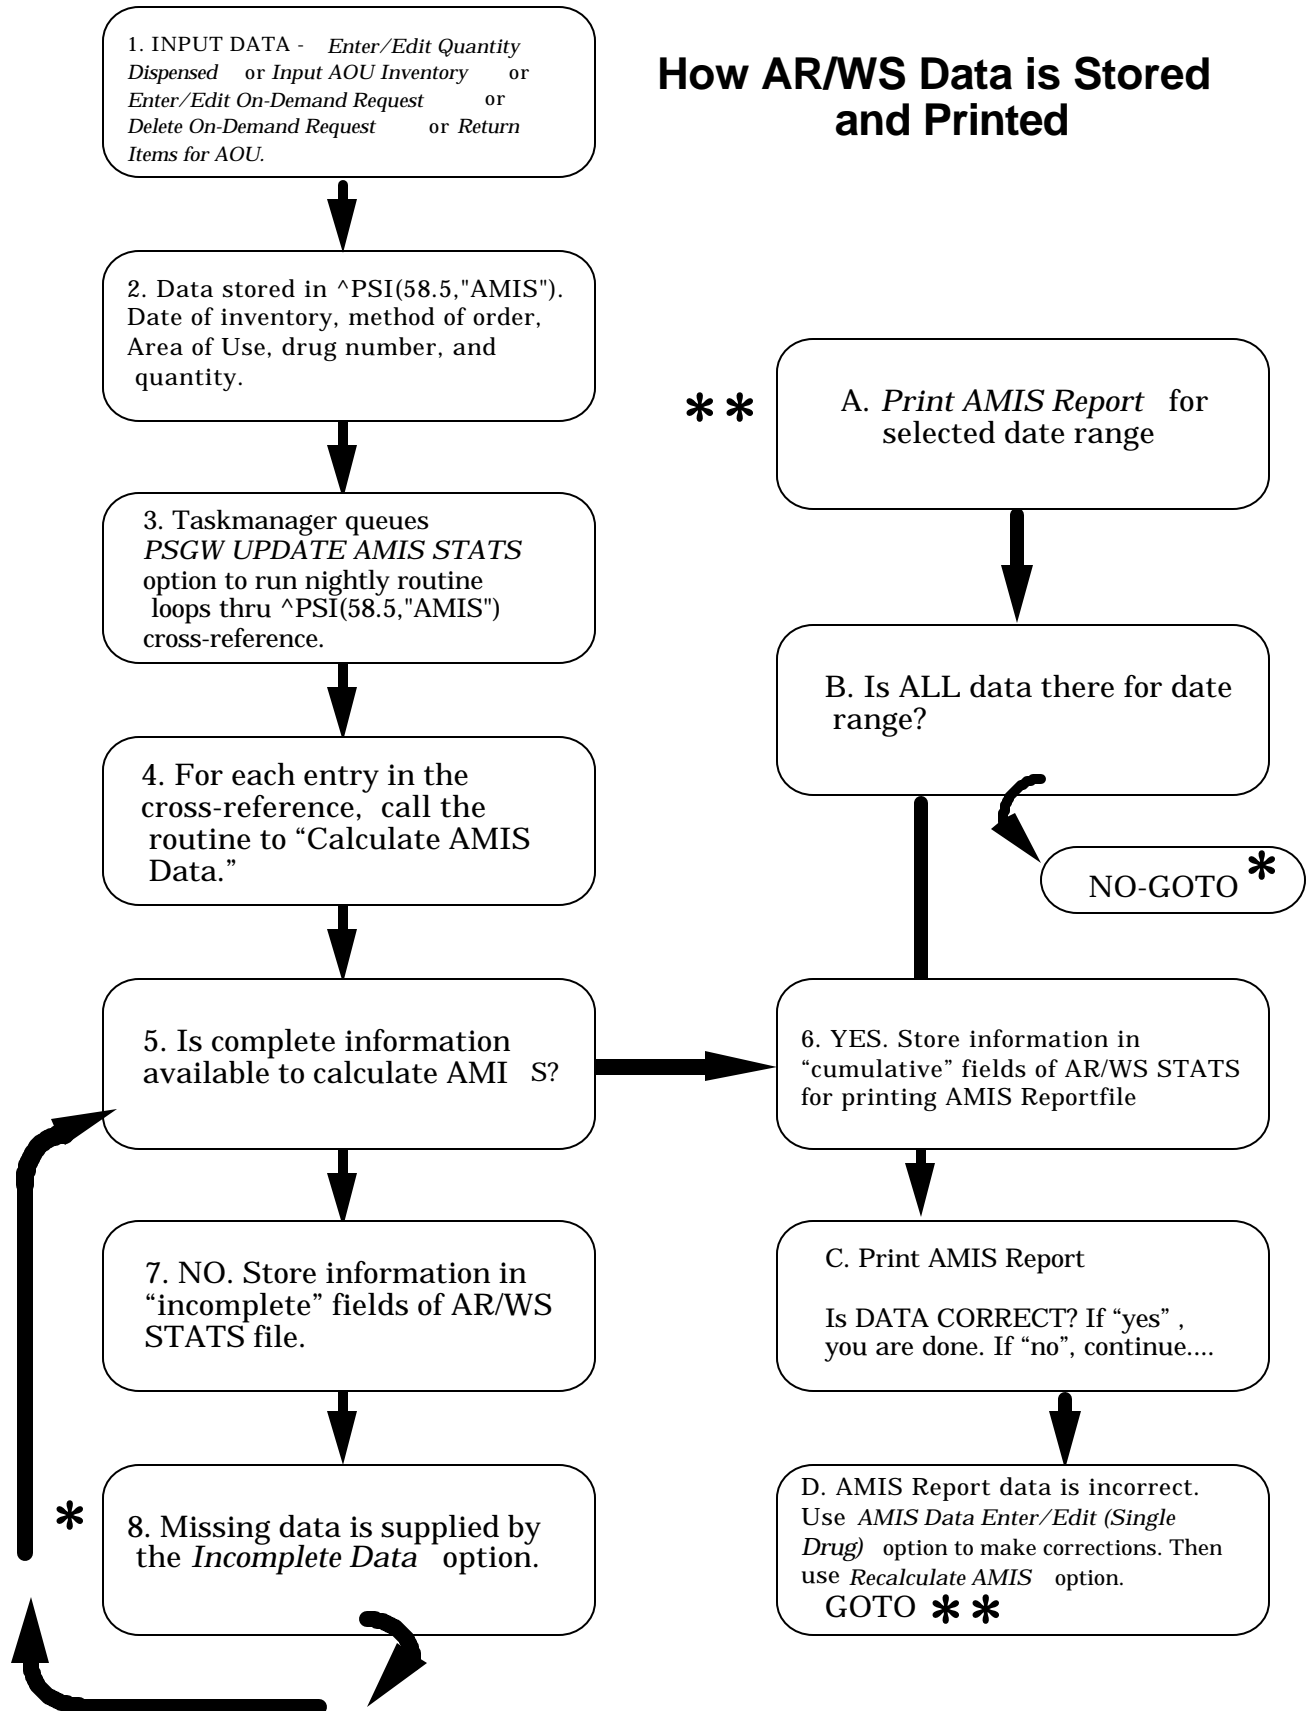 How AR/WS Data is Stored
and Printed
1. INPUT DATA - Enter/Edit Quantity
Dispensed or Input AOU Inventory or
Enter/Edit On-Demand Request or
Delete On-Demand Request or Return
Items for AOU.
2. Data stored in ^PSI(58.5,"AMIS").
Date of inventory, method of order,
Area of Use, drug number, and
quantity.
3. Taskmanager queues
PSGW UPDATE AMIS STATS
option to run nightly routine
loops thru ^PSI(58.5,"AMIS")
cross-reference.
4. For each entry in the
cross-reference, call the
routine to “Calculate AMIS
Data.”
5. Is complete information
available to calculate AMI S?
7. NO. Store information in
“incomplete” fields of AR/WS
STATS file.
*
8. Missing data is supplied by
the Incomplete Data option.
**
A. Print AMIS Report for
selected date range
B. Is ALL data there for date
range?
NO-GOTO *
6. YES. Store information in
“cumulative” fields of AR/WS STATS
for printing AMIS Reportfile
C. Print AMIS Report
Is DATA CORRECT? If “yes” ,
you are done. If “no”, continue....
D. AMIS Report data is incorrect.
Use AMIS Data Enter/Edit (Single
Drug) option to make corrections. Then
use Recalculate AMIS option.
GOTO **